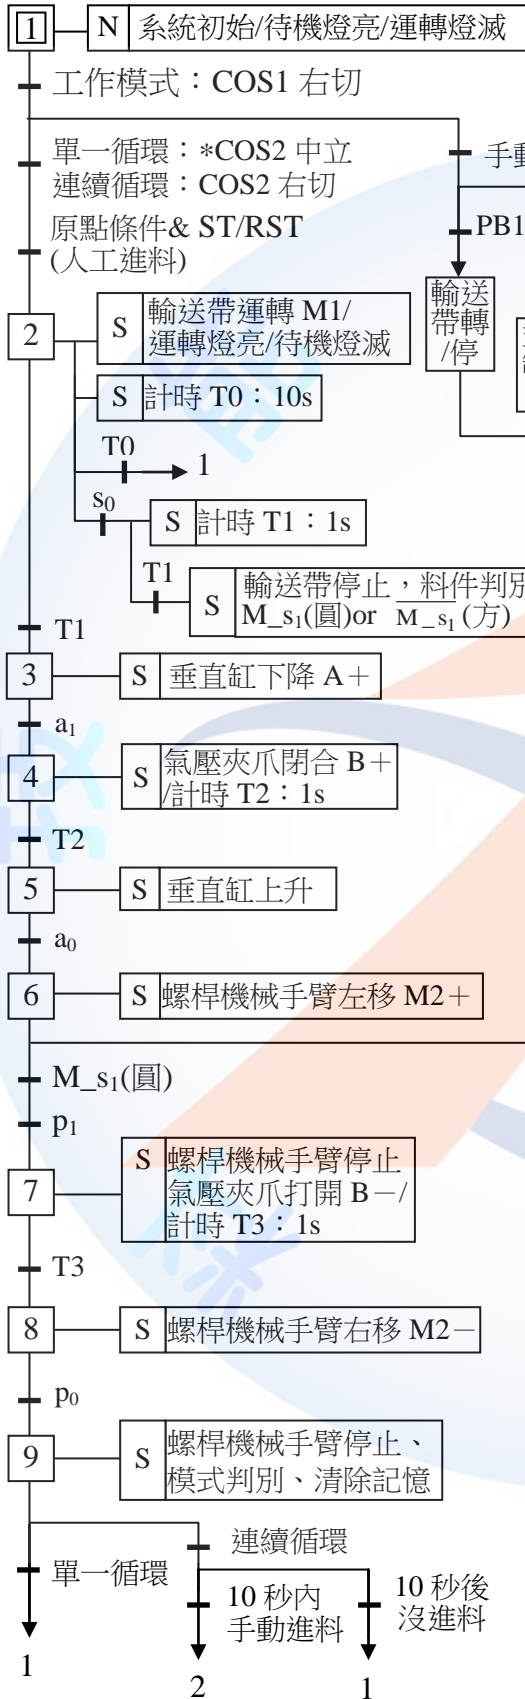 1
N 系統初始/待機燈亮/運轉燈滅
工作模式：COS1 右切
單一循環：*COS2 中立
連續循環：COS2 右切
手動
原點條件& ST/RST
(人工進料)
PB1
輸送
帶轉
/停
2
S 輸送帶運轉 M1/
運轉燈亮/待機燈滅
S 計時 T0：10s
T0
1
s0
S 計時 T1：1s
T1
S 輸送帶停止，料件判別
M_s1(圓)or M_s1(方)
T1
3
S 垂直缸下降 A＋
a1
4
S 氣壓夾爪閉合 B＋
/計時 T2：1s
T2
5
S 垂直缸上升
a0
6
S 螺桿機械手臂左移 M2＋
M_s1(圓)
p1
7
S 螺桿機械手臂停止
氣壓夾爪打開 B－/
計時 T3：1s
T3
8
S 螺桿機械手臂右移 M2－
p0
9
S 螺桿機械手臂停止、
模式判別、清除記憶
單一循環
連續循環
10 秒內
手動進料
10 秒後
沒進料
1
2
1